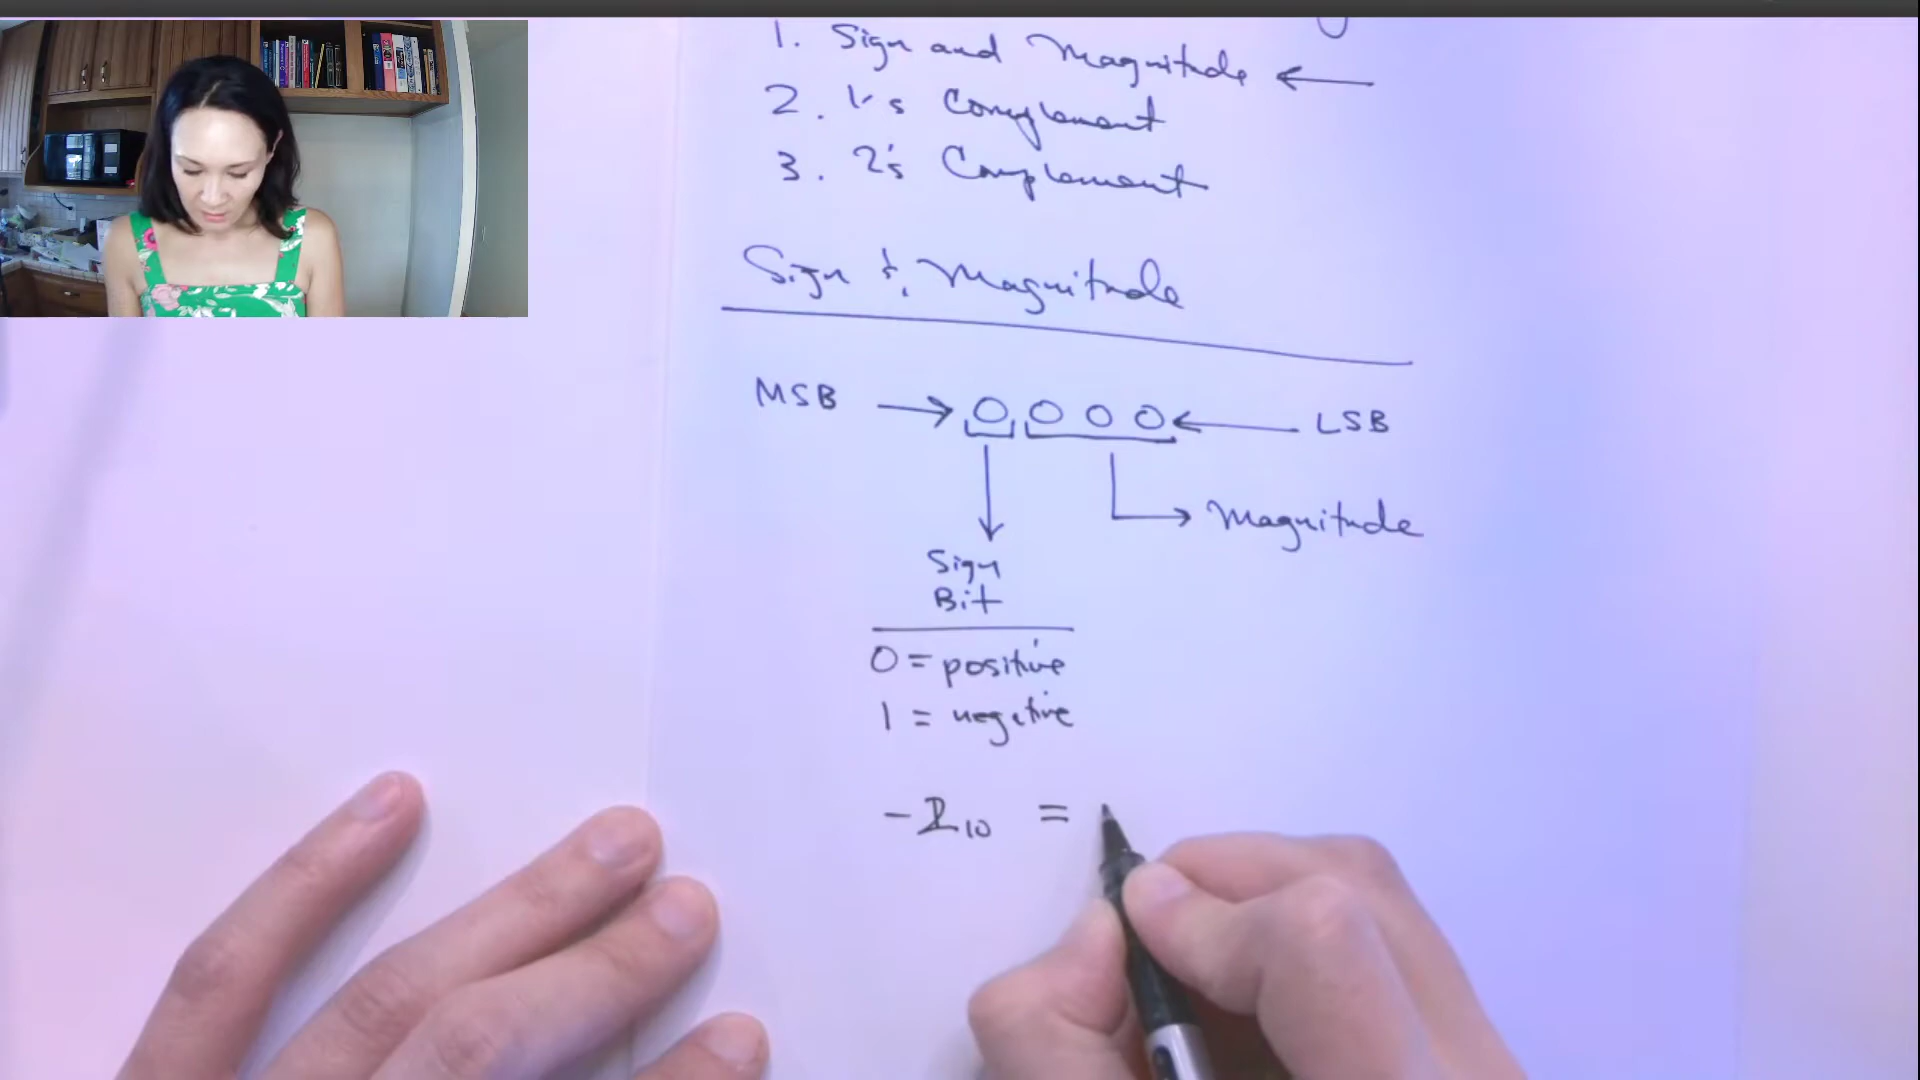 1. Sign and Magnitude ←
2. 1's Complement
3. 2's Complement
Sign & Magnitude
MSB → 0 0 0 0 ← LSB
→ Magnitude
Sign
Bit
0 = positive
1 = negative
=